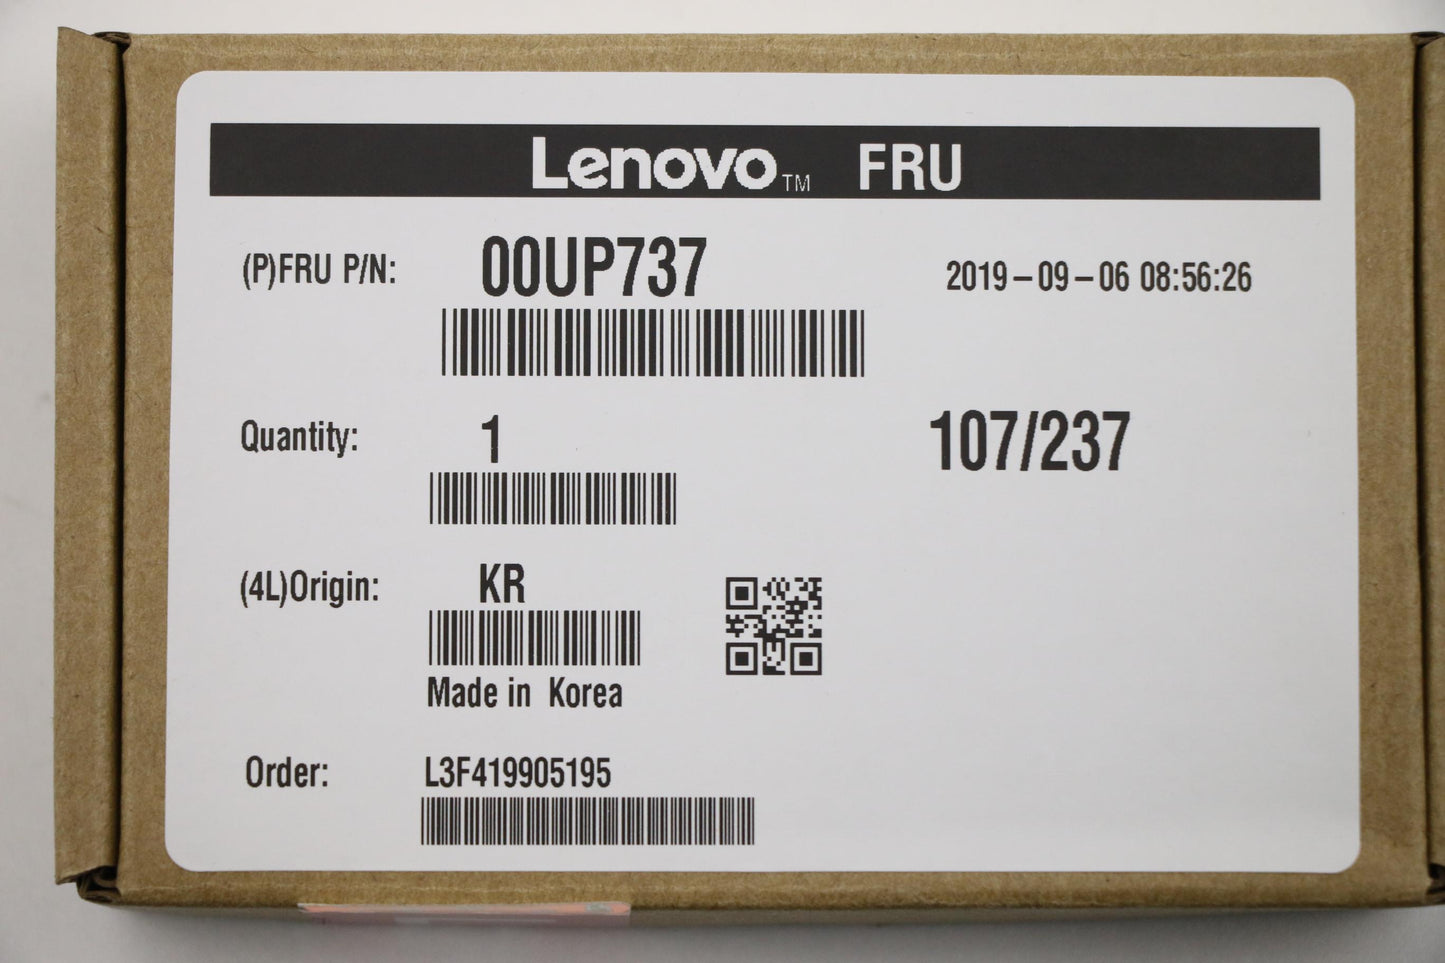 Lenovo™ FRU
(P)FRU P/N: 00UP737 2019-09-06 08:56:26
Quantity: 1 107/237
(4L)Origin: KR
Made in Korea
Order: L3F419905195